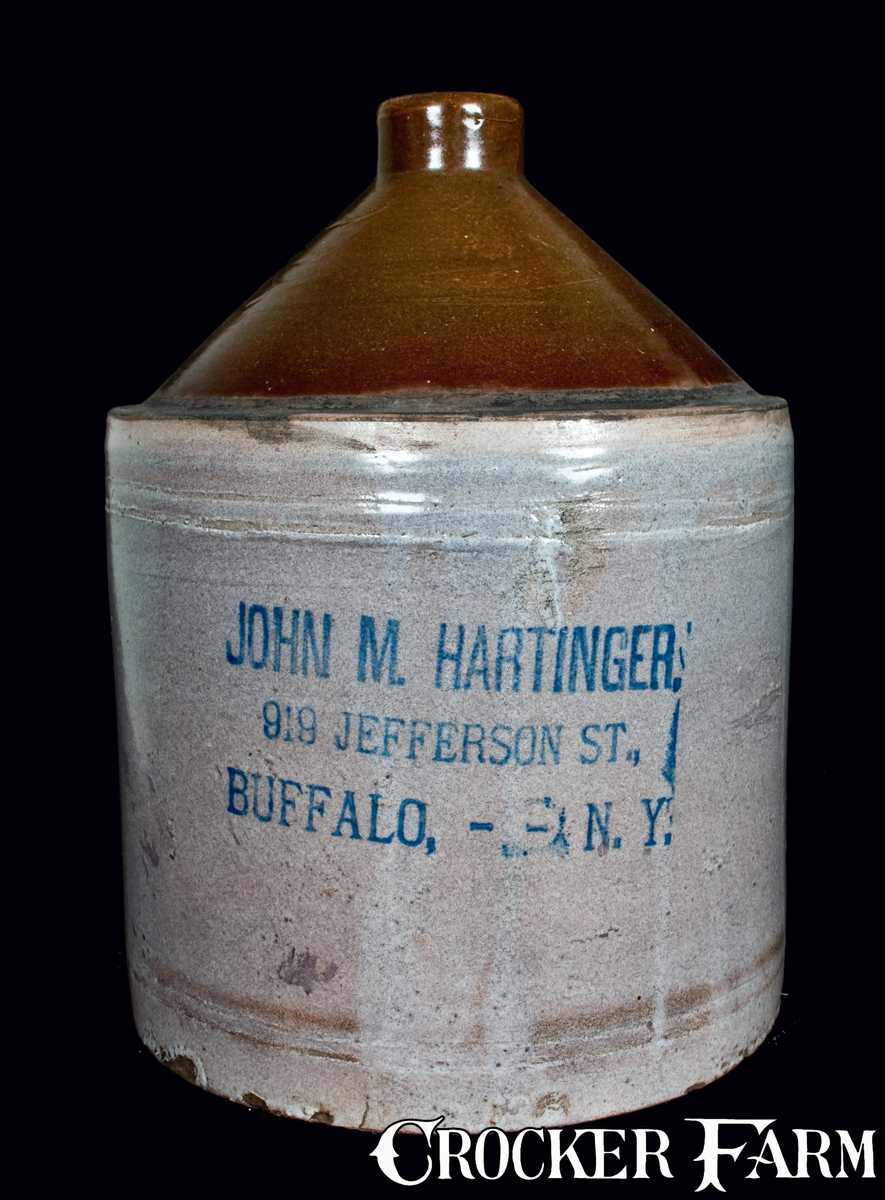 JOHN M. HARTINGER,
919 JEFFERSON ST.,
BUFFALO, - - N. Y.
CROCKER FARM